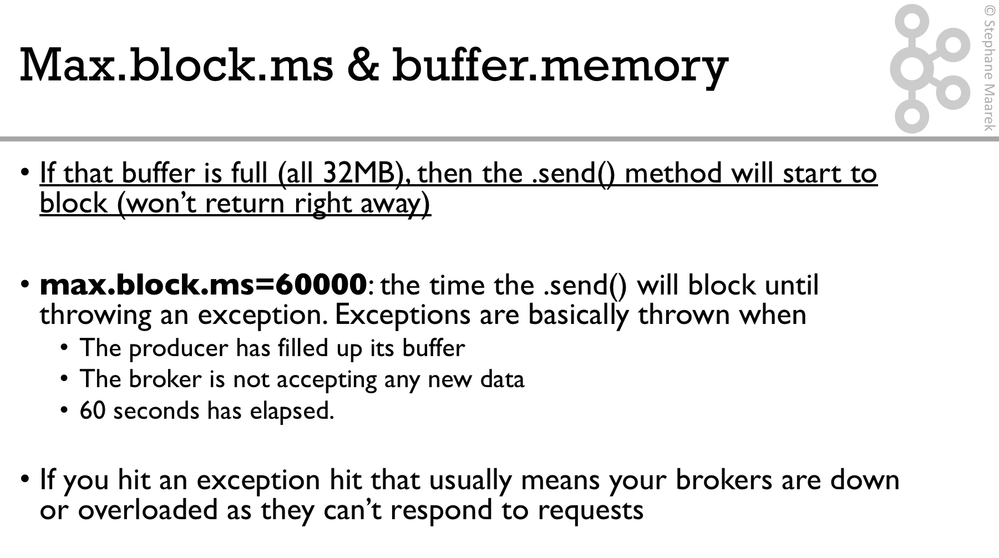 Max.block.ms & buffer.memory
© Stephane Maarek
• If that buffer is full (all 32MB), then the .send() method will start to
block (won’t return right away)
• max.block.ms=60000: the time the .send() will block until
throwing an exception. Exceptions are basically thrown when
• The producer has filled up its buffer
• The broker is not accepting any new data
• 60 seconds has elapsed.
• If you hit an exception hit that usually means your brokers are down
or overloaded as they can’t respond to requests